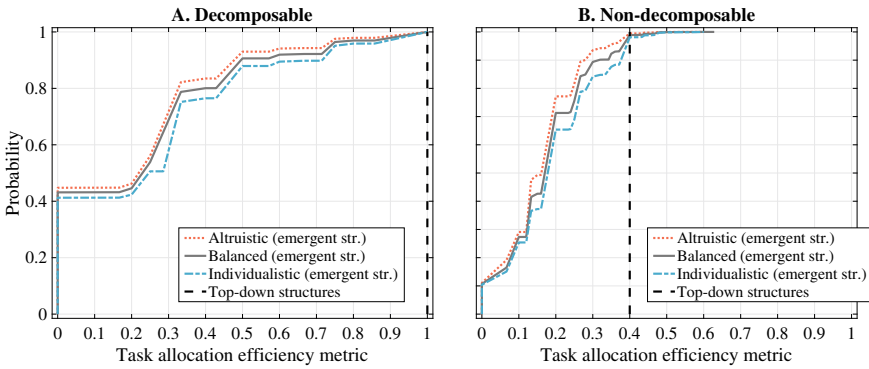 A. Decomposable
B. Non-decomposable
Probability
1
0.8
0.6
0.4
0.2
0
Altruistic (emergent str.)
Balanced (emergent str.)
Individualistic (emergent str.)
Top-down structures
0 0.1 0.2 0.3 0.4 0.5 0.6 0.7 0.8 0.9 1
Task allocation efficiency metric
Altruistic (emergent str.)
Balanced (emergent str.)
Individualistic (emergent str.)
Top-down structures
0 0.1 0.2 0.3 0.4 0.5 0.6 0.7 0.8 0.9 1
Task allocation efficiency metric